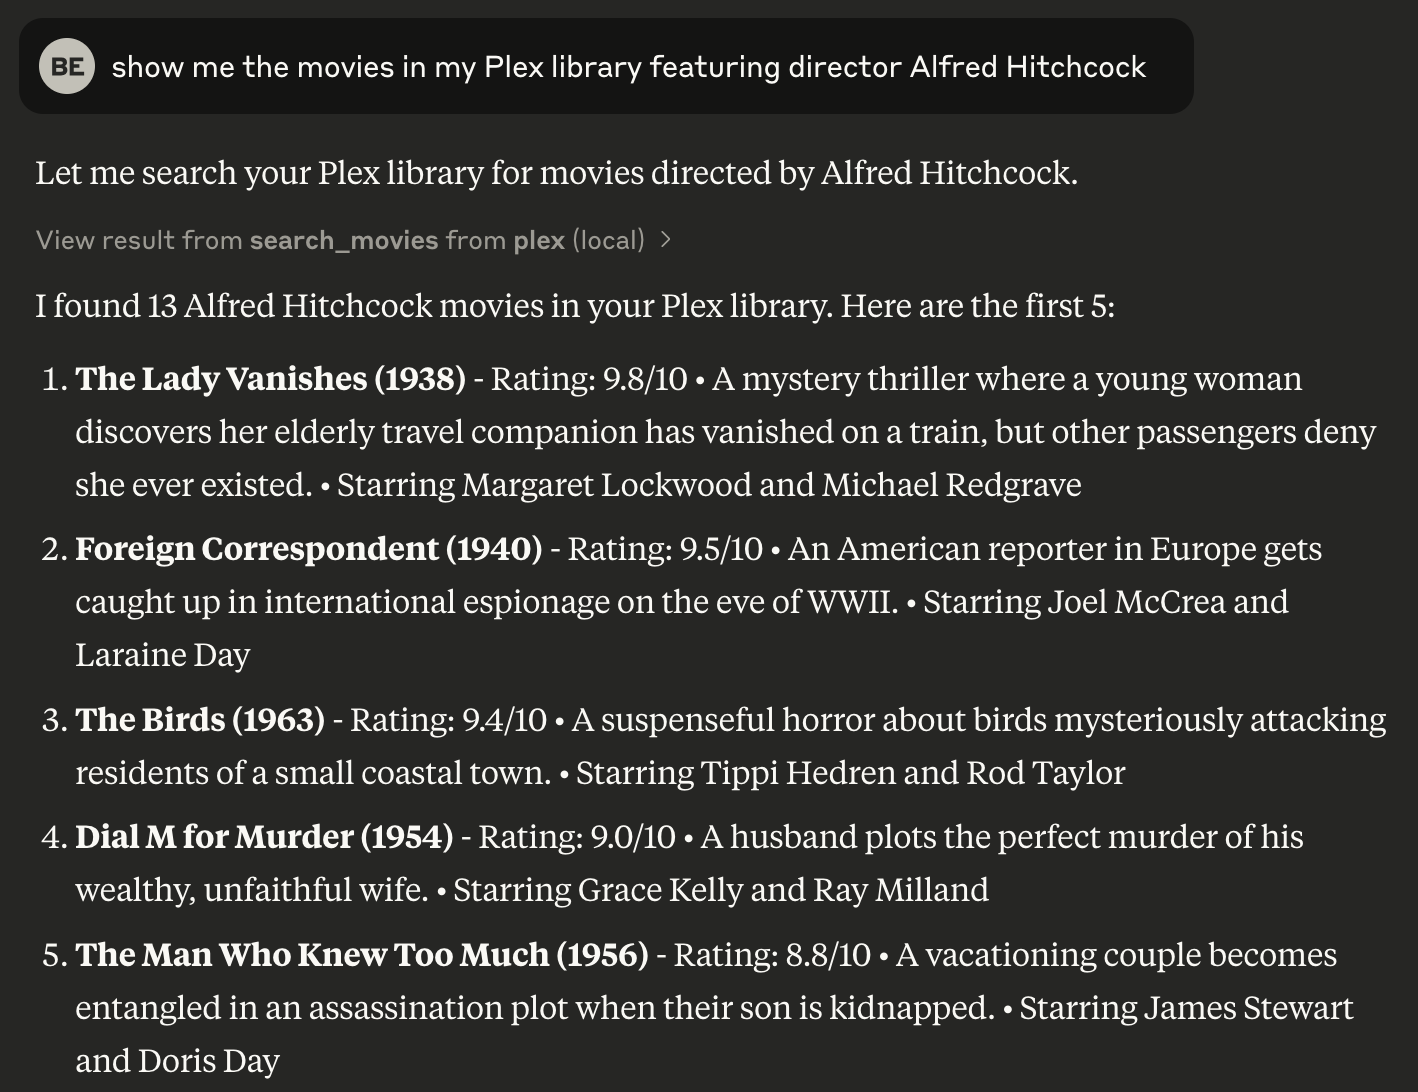 BE show me the movies in my Plex library featuring director Alfred Hitchcock
Let me search your Plex library for movies directed by Alfred Hitchcock.
View result from search_movies from plex (local) >
I found 13 Alfred Hitchcock movies in your Plex library. Here are the first 5:
1. The Lady Vanishes (1938) - Rating: 9.8/10 • A mystery thriller where a young woman
discovers her elderly travel companion has vanished on a train, but other passengers deny
she ever existed. • Starring Margaret Lockwood and Michael Redgrave
2. Foreign Correspondent (1940) - Rating: 9.5/10 • An American reporter in Europe gets
caught up in international espionage on the eve of WWII. • Starring Joel McCrea and
Laraine Day
3. The Birds (1963) - Rating: 9.4/10 • A suspenseful horror about birds mysteriously attacking
residents of a small coastal town. • Starring Tippi Hedren and Rod Taylor
4. Dial M for Murder (1954) - Rating: 9.0/10 • A husband plots the perfect murder of his
wealthy, unfaithful wife. • Starring Grace Kelly and Ray Milland
5. The Man Who Knew Too Much (1956) - Rating: 8.8/10 • A vacationing couple becomes
entangled in an assassination plot when their son is kidnapped. • Starring James Stewart
and Doris Day